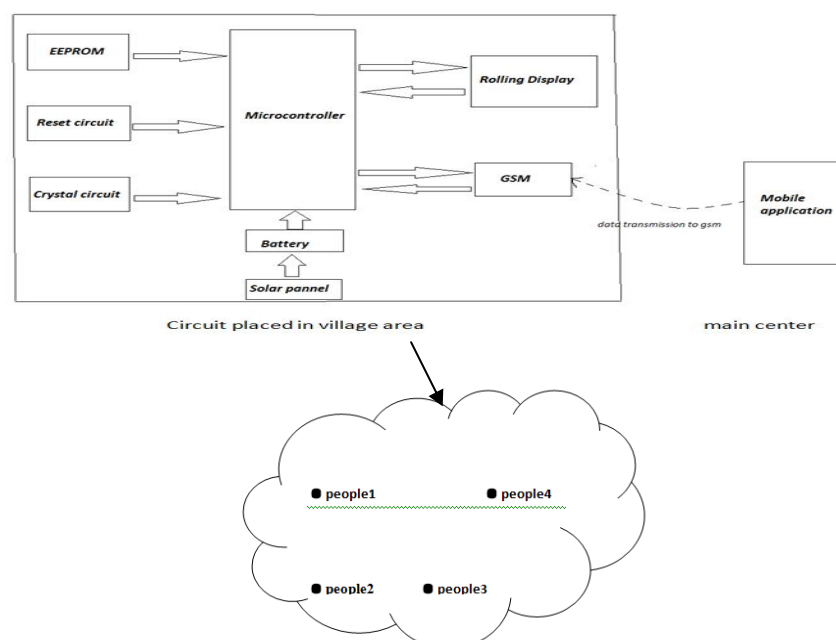 EEPROM
Reset circuit
Crystal circuit
Microcontroller
Rolling Display
GSM
Battery
Solar pannel
data transmission to gsm
Mobile
application
Circuit placed in village area
main center
people1
people4
people2
people3